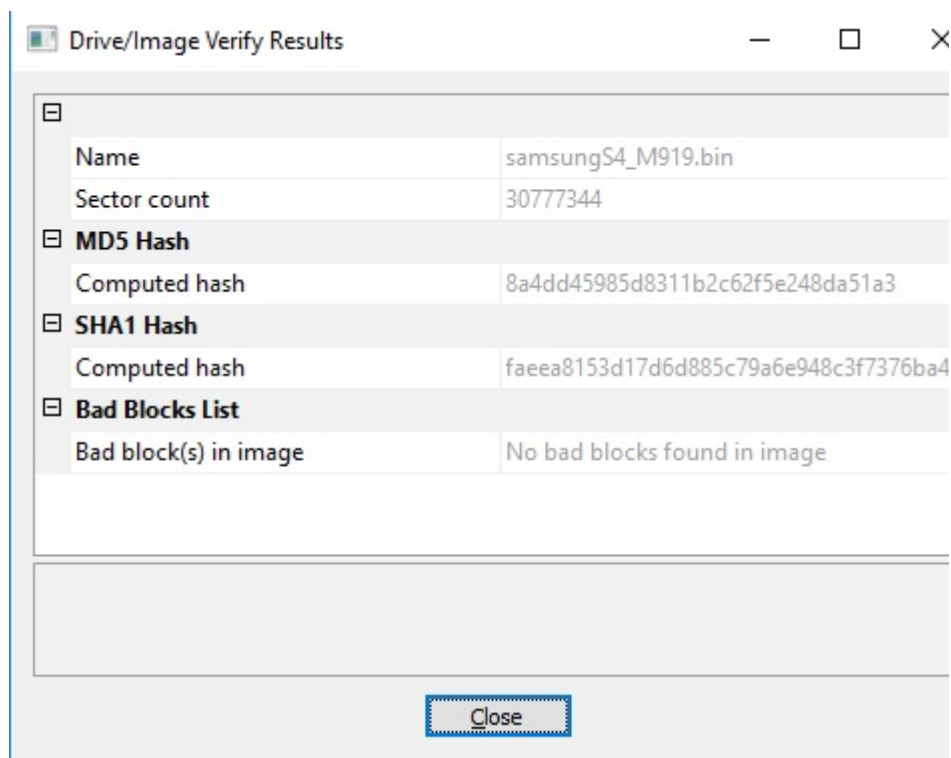 Drive/Image Verify Results
Name samsungS4_M919.bin
Sector count 30777344
MD5 Hash
Computed hash 8a4dd45985d8311b2c62f5e248da51a3
SHA1 Hash
Computed hash faeea8153d17d6d885c79a6e948c3f7376ba4
Bad Blocks List
Bad block(s) in image No bad blocks found in image
Close